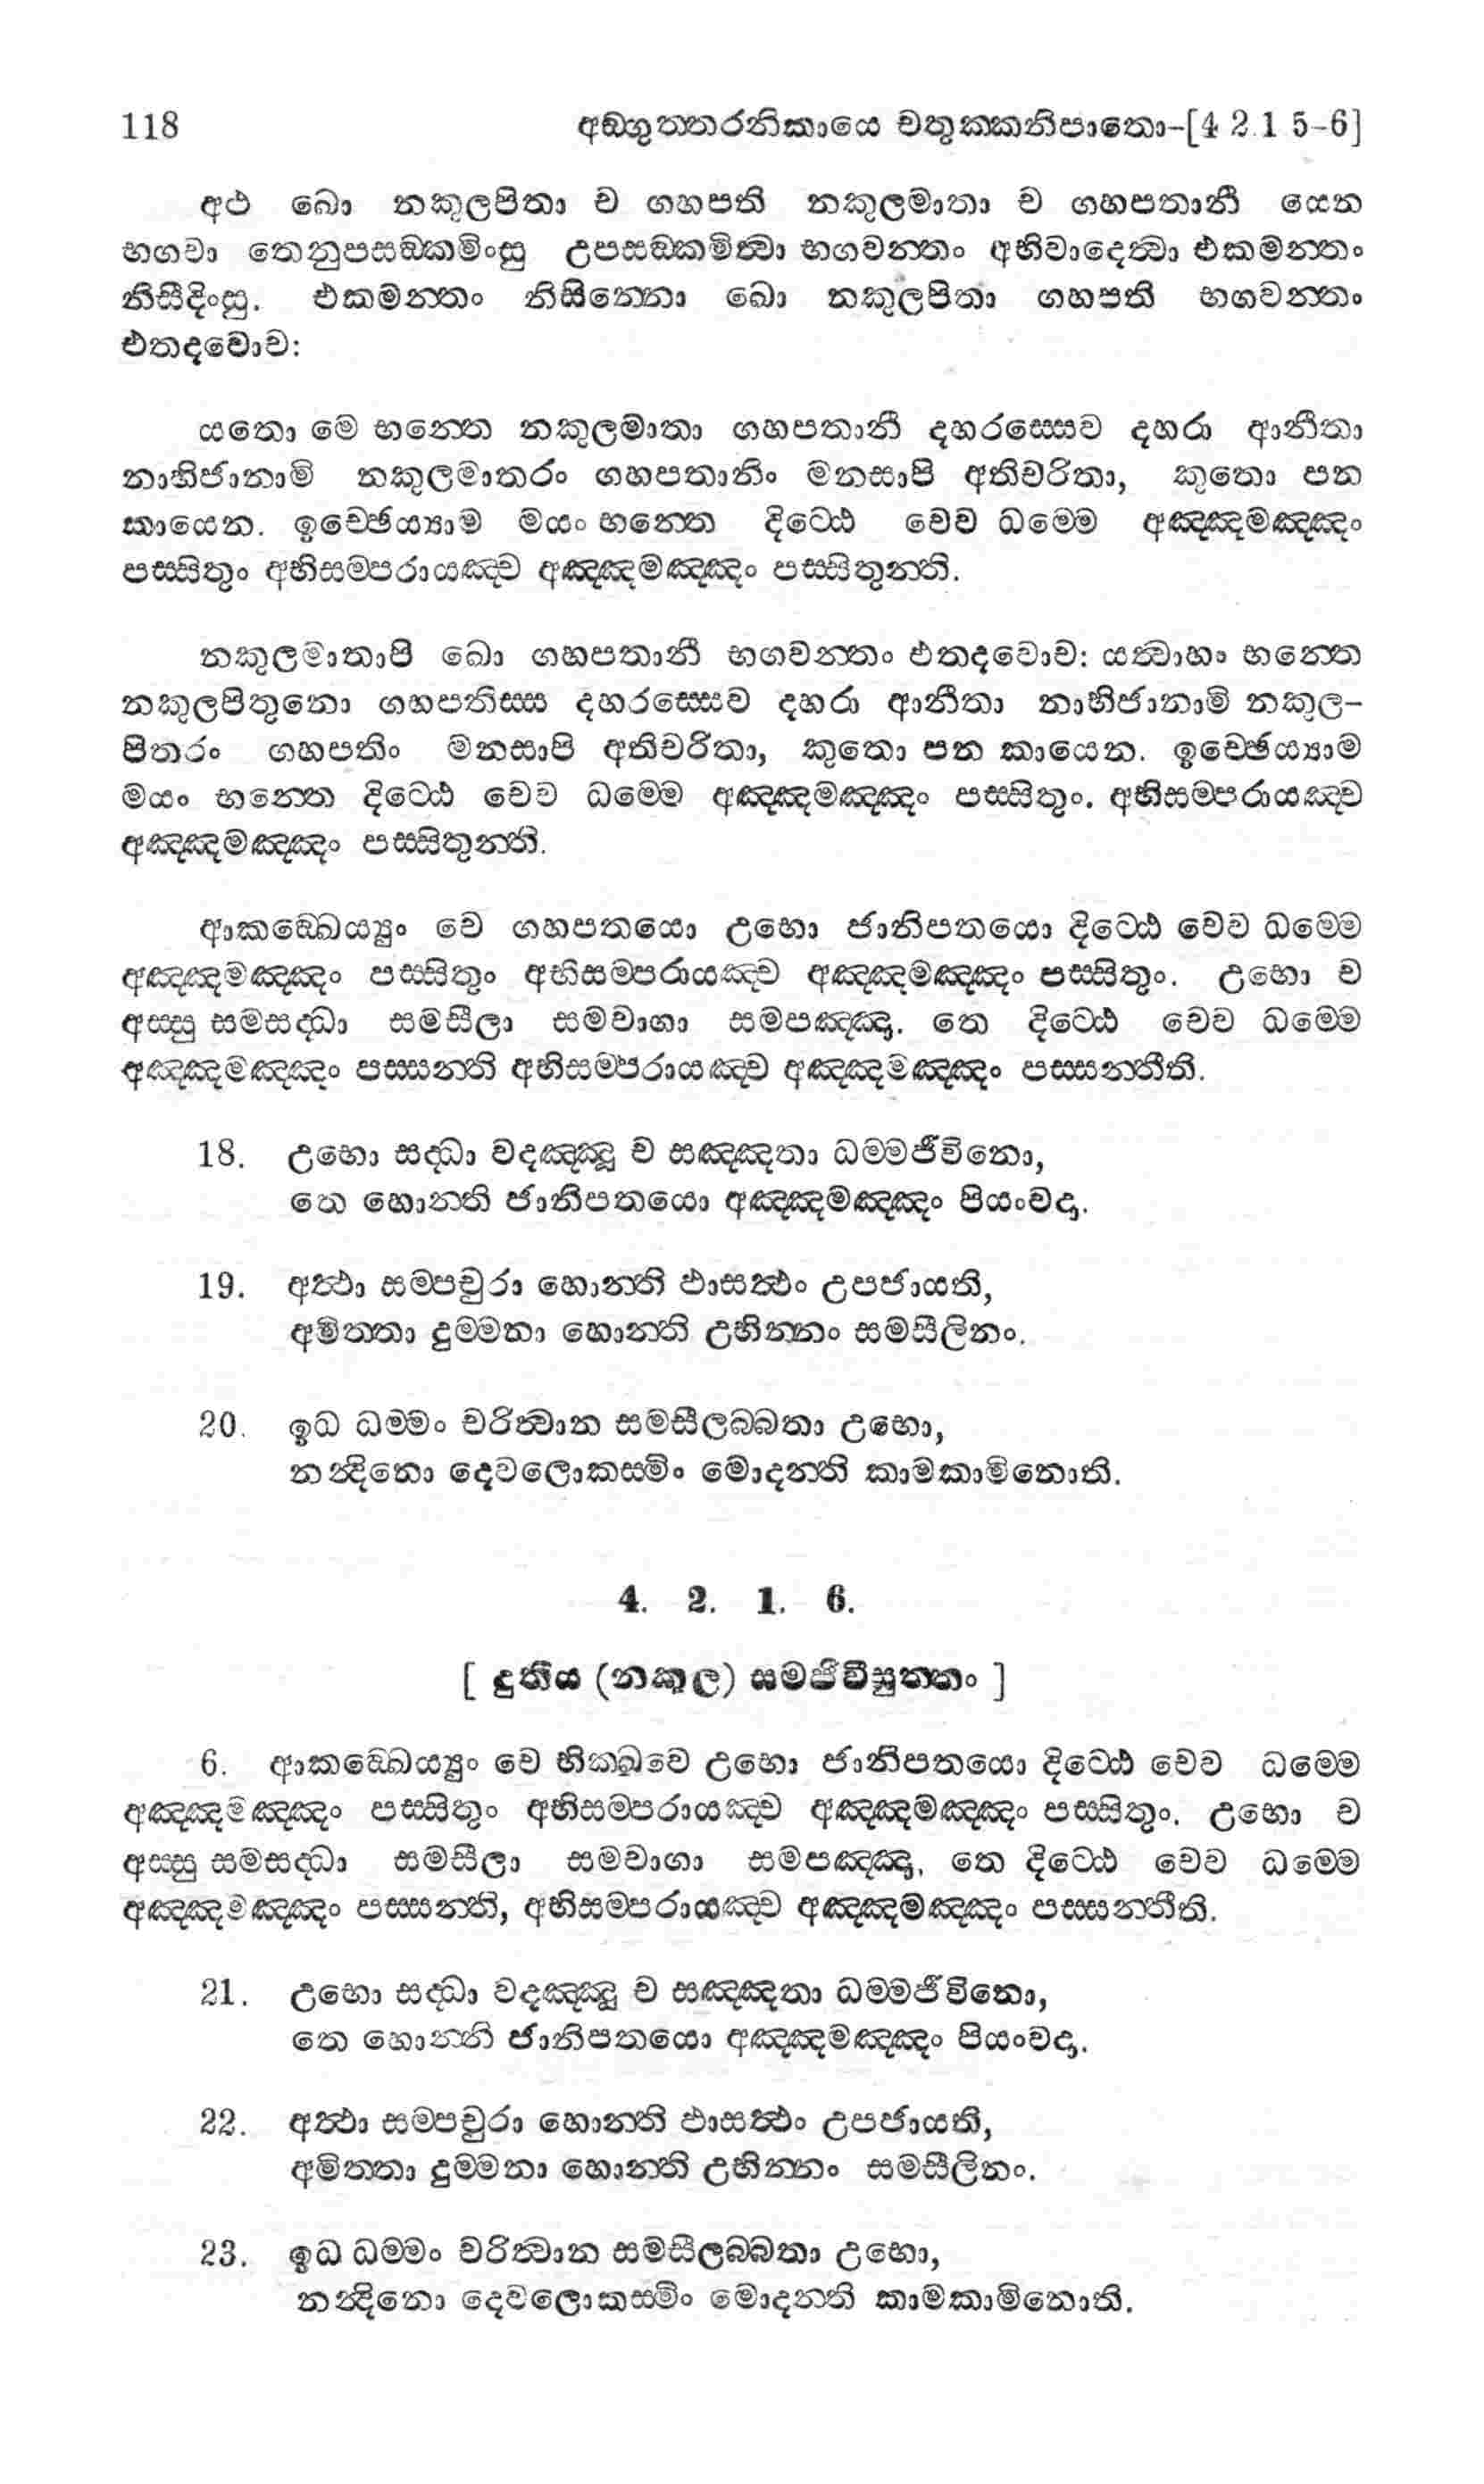 118 අඞ්ගුත්තරනිකායෙ චතුක්කනිපාතො-[4 2.1 5-6]
අථ ඛො නකුලපිතා ච ගහපති නකුලමාතා ච ගහපතානී යෙන
භගවා තෙනුපසඞ්කමිංසු උපසඞ්කමිත්වා භගවන්තං අභිවාදෙත්වා එකමන්තං
නිසීදිංසු. එකමන්තං නිසින්නො ඛො නකුලපිතා ගහපති භගවන්තං
එතදවොච:
යතො මෙ භන්තෙ නකුලමාතා ගහපතානී දහරස්සෙව දහරා ආනීතා
නාභිජානාමි නකුලමාතරං ගහපතානිං මනසාපි අතිචරිතා, කුතො පන
කායෙන. ඉච්ඡෙය්‍යාම මයං භන්තෙ දිට්ඨෙ චෙව ධම්මෙ අඤ්ඤමඤ්ඤං
පස්සිතුං අභිසම්පරායඤ්ච අඤ්ඤමඤ්ඤං පස්සිතුන්ති.
නකුලමාතාපි ඛො ගහපතානී භගවන්තං එතදවොච: යත්වාහං භන්තෙ
නකුලපිතුනො ගහපතිස්ස දහරස්සෙව දහරා ආනීතා නාභිජානාමි නකුල-
පිතරං ගහපතිං මනසාපි අතිචරිතා, කුතො පන කායෙන. ඉච්ඡෙය්‍යාම
මයං භන්තෙ දිට්ඨෙ චෙව ධම්මෙ අඤ්ඤමඤ්ඤං පස්සිතුං. අභිසම්පරායඤ්ච
අඤ්ඤමඤ්ඤං පස්සිතුන්ති.
ආකඞ්ඛෙය්‍යුං චෙ ගහපතයො උභො ජානිපතයො දිට්ඨෙ චෙව ධම්මෙ
අඤ්ඤමඤ්ඤං පස්සිතුං අභිසම්පරායඤ්ච අඤ්ඤමඤ්ඤං පස්සිතුං. උභො ච
අස්සු සමසද්ධා සමසීලා සමචාගා සමපඤ්ඤා. තෙ දිට්ඨෙ චෙව ධම්මෙ
අඤ්ඤමඤ්ඤං පස්සන්ති අභිසම්පරායඤ්ච අඤ්ඤමඤ්ඤං පස්සන්තීති.
18. උභො සද්ධා වදඤ්ඤූ ච සඤ්ඤතා ධම්මජීවිනො,
තෙ හොන්ති ජානිපතයො අඤ්ඤමඤ්ඤං පියංවදා.
19. අත්ථා සම්පචුරා හොන්ති ඵාසත්ථං උපජායති,
අමිත්තා දුම්මනා හොන්ති උභින්නං සමසීලිනං.
20. ඉධ ධම්මං චරිත්වාන සමසීලබ්බතා උභො,
නන්දිනො දෙවලොකස්මිං මොදන්ති කාමකාමිනොති.
4. 2. 1. 6.
[ දුතිය (නකුල) සමජීවීසුත්තං ]
6. ආකඞ්ඛෙය්‍යුං චෙ භික්ඛවෙ උභො ජානිපතයො දිට්ඨෙ චෙව ධම්මෙ
අඤ්ඤමඤ්ඤං පස්සිතුං අභිසම්පරායඤ්ච අඤ්ඤමඤ්ඤං පස්සිතුං. උභො ච
අස්සු සමසද්ධා සමසීලා සමචාගා සමපඤ්ඤා, තෙ දිට්ඨෙ චෙව ධම්මෙ
අඤ්ඤමඤ්ඤං පස්සන්ති, අභිසම්පරායඤ්ච අඤ්ඤමඤ්ඤං පස්සන්තීති.
21. උභො සද්ධා වදඤ්ඤූ ච සඤ්ඤතා ධම්මජීවිනො,
තෙ හොන්ති ජානිපතයො අඤ්ඤමඤ්ඤං පියංවදා.
22. අත්ථා සම්පචුරා හොන්ති ඵාසත්ථං උපජායති,
අමිත්තා දුම්මනා හොන්ති උභින්නං සමසීලිනං.
23. ඉධ ධම්මං චරිත්වාන සමසීලබ්බතා උභො,
නන්දිනො දෙවලොකස්මිං මොදන්ති කාමකාමිනොති.